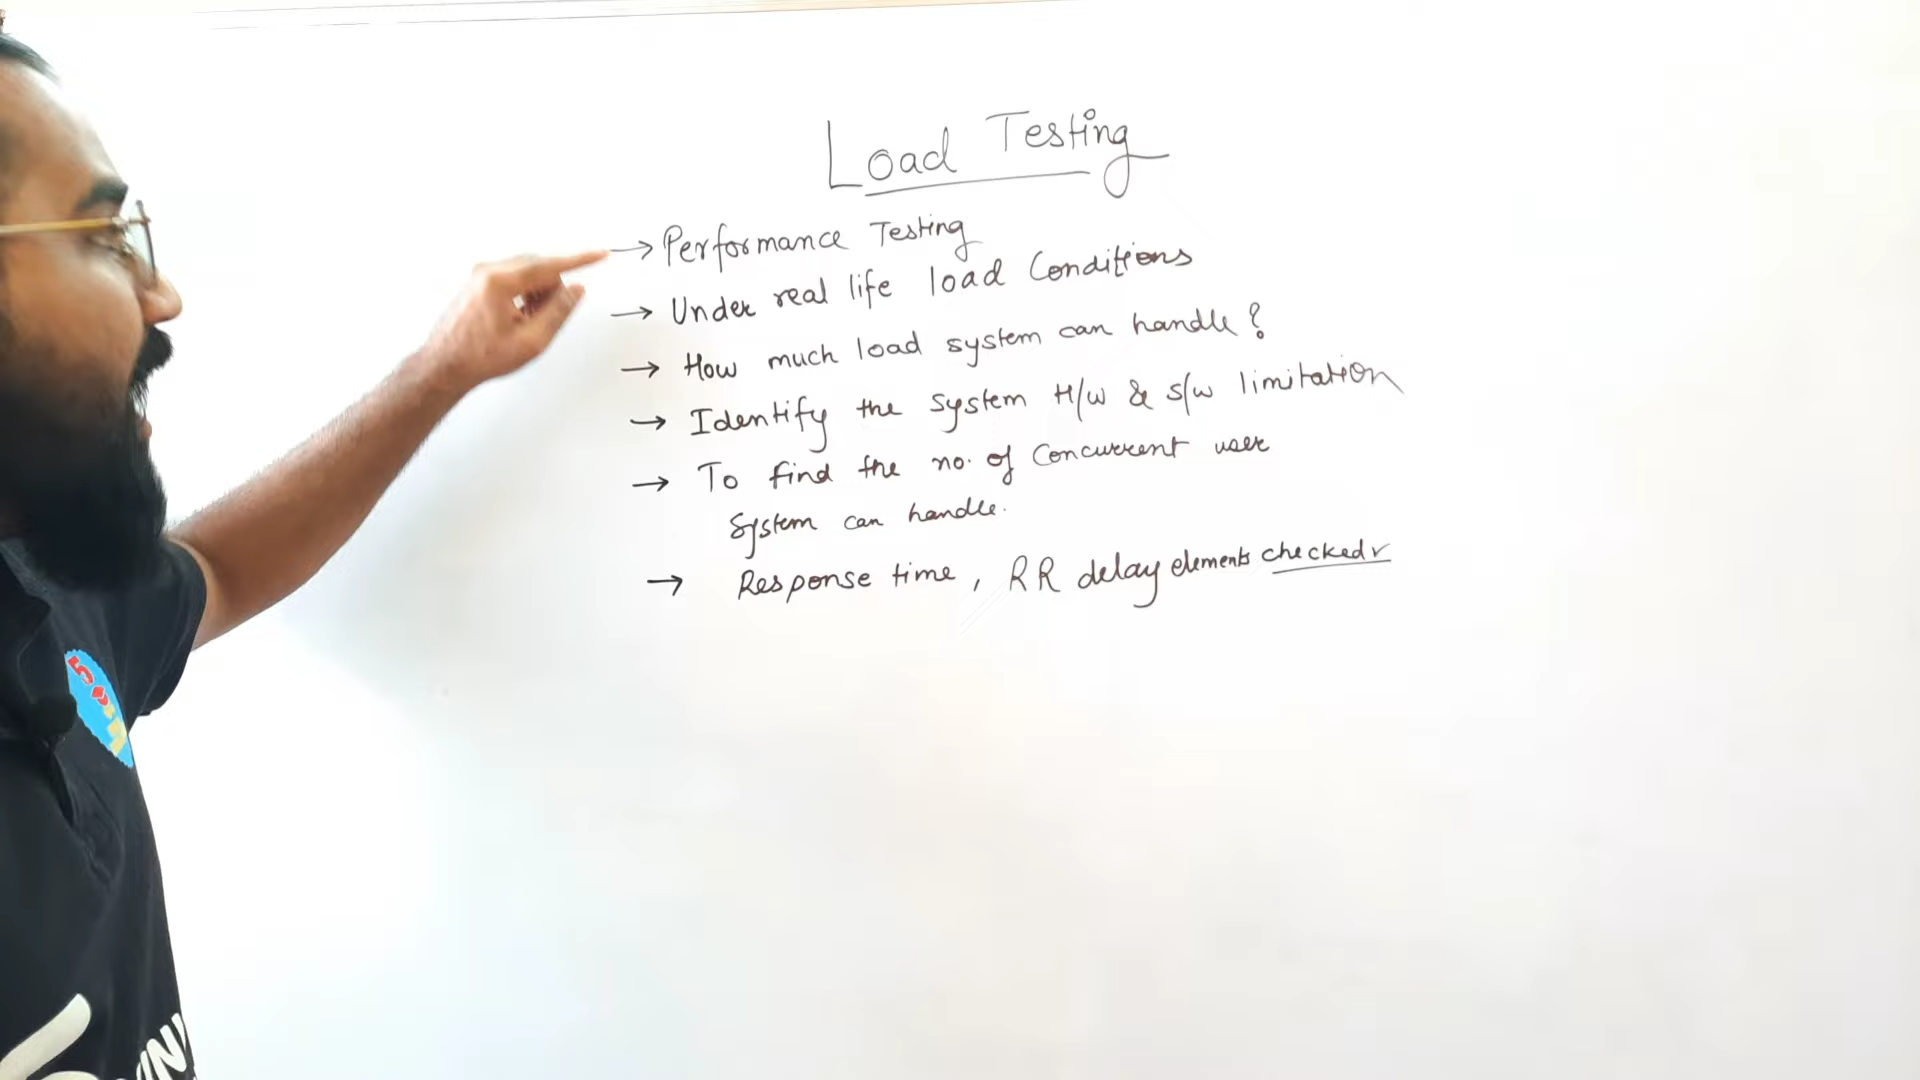 Load Testing
→ Performance Testing
→ Under real life load Conditions
→ How much load system can handle?
→ Identify the system H/W & S/W limitation
→ To find the no. of Concurrent user
System can handle.
→ Response time, RR delay elements checked